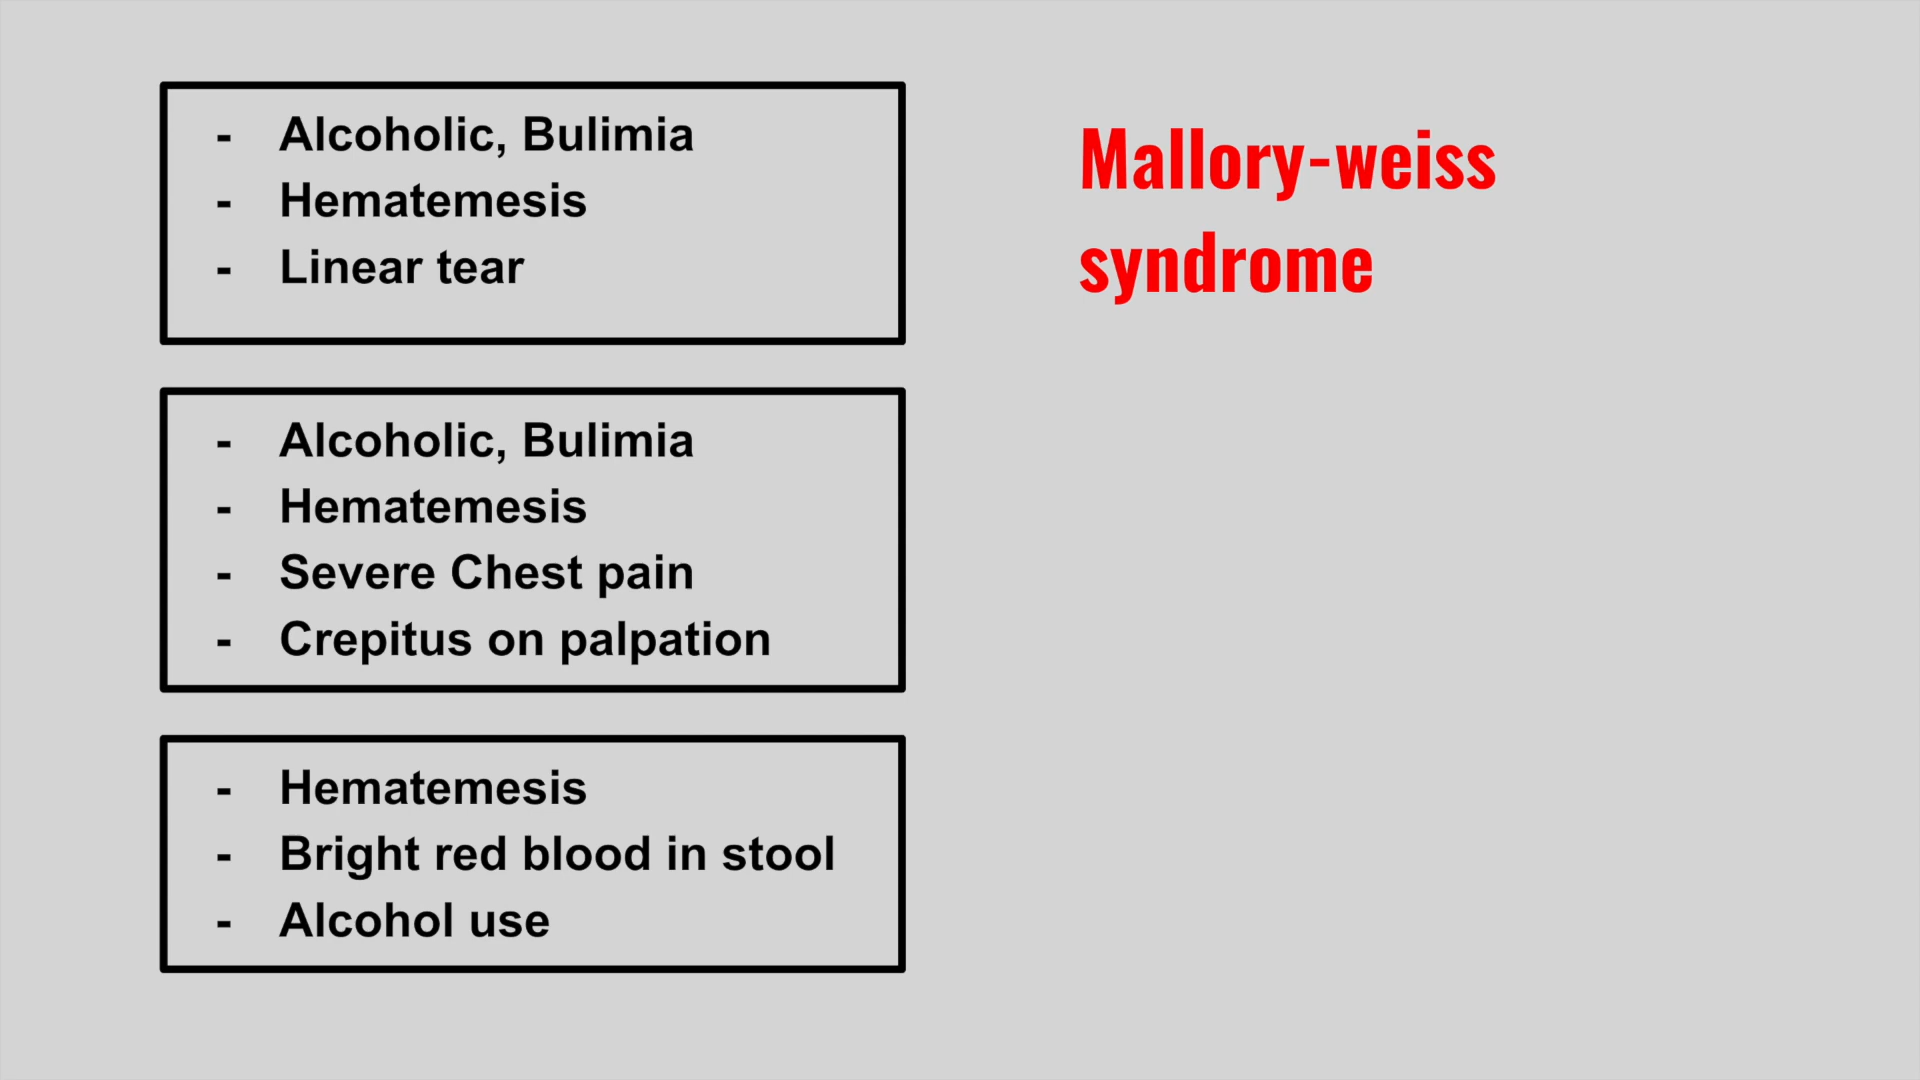 - Alcoholic, Bulimia
- Hematemesis
- Linear tear
Mallory-weiss
syndrome
- Alcoholic, Bulimia
- Hematemesis
- Severe Chest pain
- Crepitus on palpation
- Hematemesis
- Bright red blood in stool
- Alcohol use